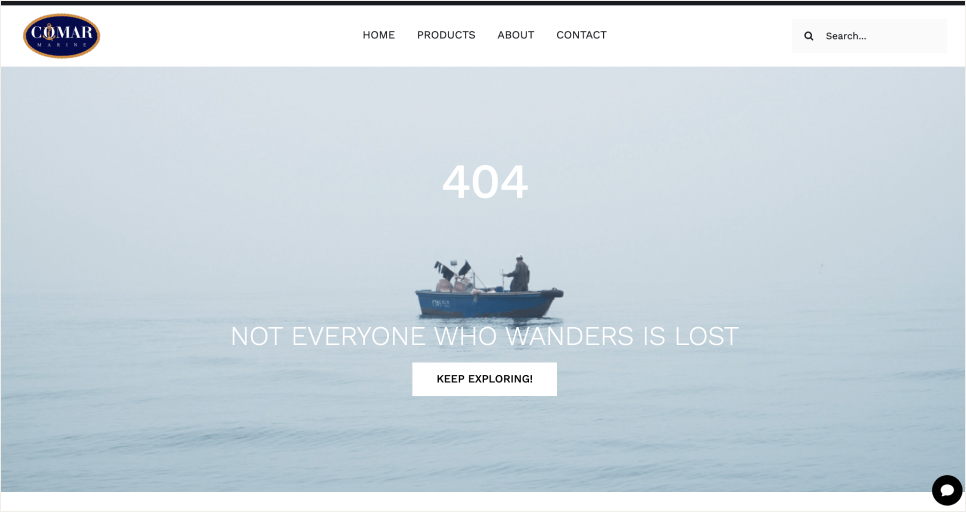 COMAR
MARINE
HOME PRODUCTS ABOUT CONTACT
Search...
404
NOT EVERYONE WHO WANDERS IS LOST
KEEP EXPLORING!